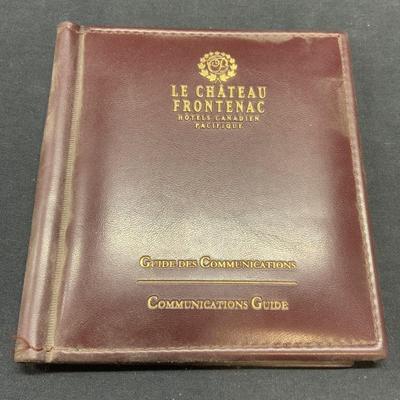 LE CHÂTEAU
FRONTENAC
HÔTELS CANADIEN
PACIFIQUE
GUIDE DES COMMUNICATIONS
COMMUNICATIONS GUIDE